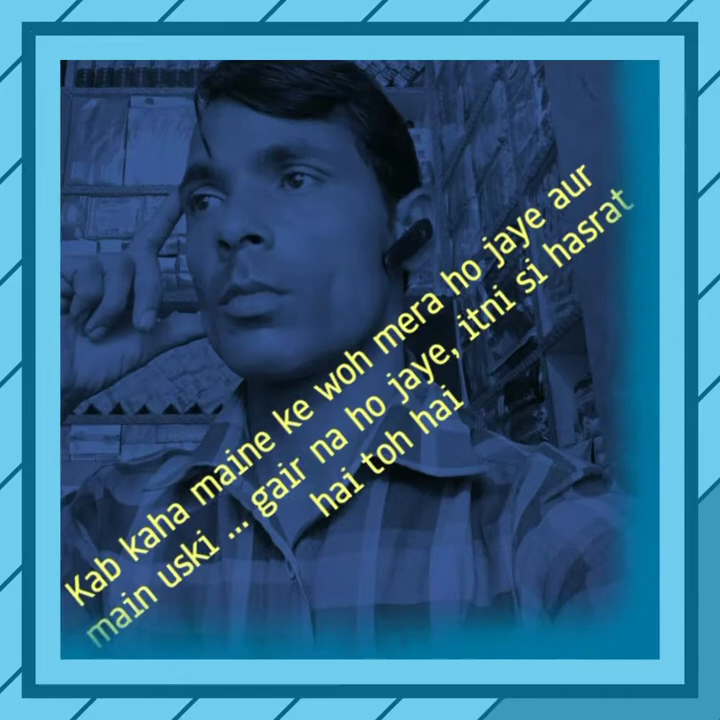 Kab kaha maine ke woh mera ho jaye aur
main uski ... gair na ho jaye, itni si hasrat
hai toh hai